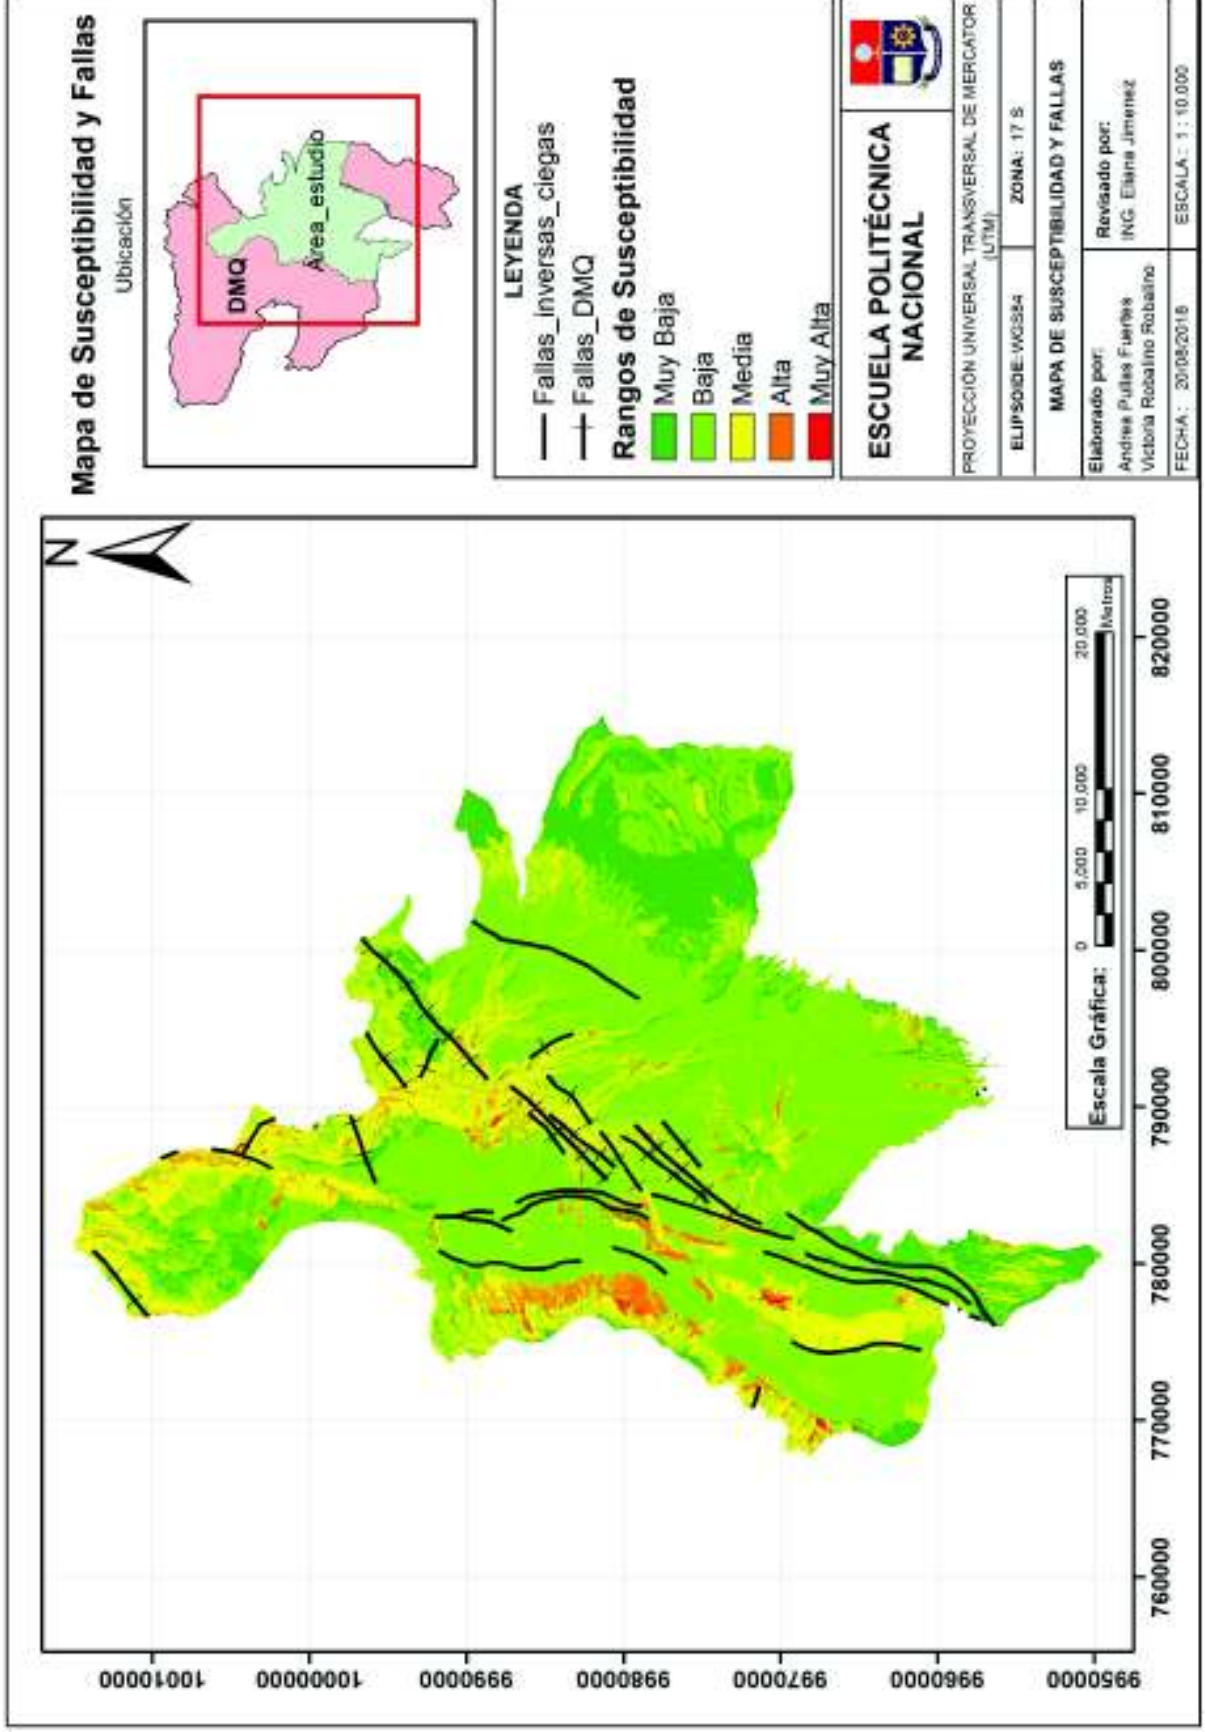 Mapa de Susceptibilidad y Fallas
Ubicación
DMQ
Área_estudio
LEYENDA
Fallas_inversas_ciegas
Fallas_DMQ
Rangos de Susceptibilidad
Muy Baja
Baja
Media
Alta
Muy Alta
ESCUELA POLITÉCNICA
NACIONAL
PROYECCIÓN UNIVERSAL TRANSVERSAL DE MERCATOR
(UTM)
ELIPSOIDE:WGS84
ZONA: 17 S
MAPA DE SUSCEPTIBILIDAD Y FALLAS
Elaborado por:
Andrea Pullas Fuertes
Victoria Robalino Robalino
Revisado por:
ING. Eliana Jimenez
FECHA : 20/08/2018
ESCALA : 1 : 10.000
N
10010000
10000000
9990000
9980000
9970000
9960000
9950000
Escala Gráfica:
0
5.000
10.000
20.000
Metros
760000
770000
780000
790000
800000
810000
820000